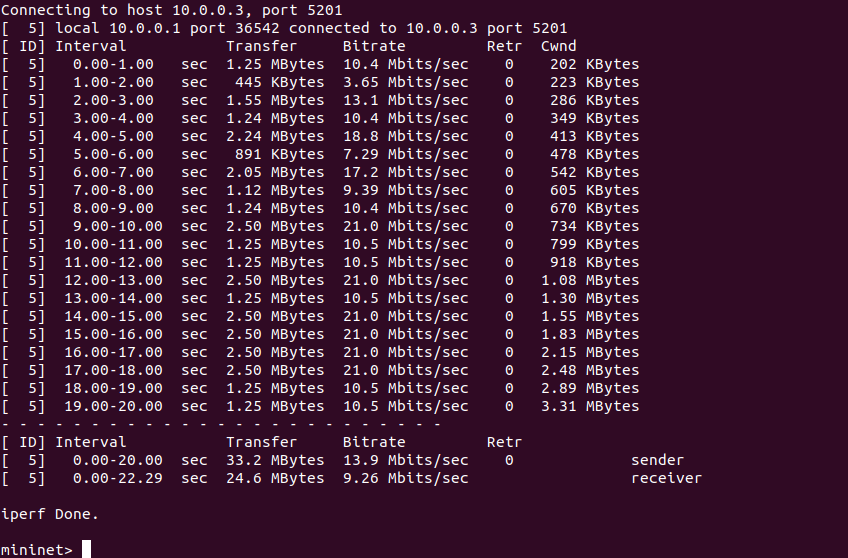 Connecting to host 10.0.0.3, port 5201
[  5] local 10.0.0.1 port 36542 connected to 10.0.0.3 port 5201
[ ID] Interval           Transfer     Bitrate         Retr  Cwnd
[  5]   0.00-1.00   sec  1.25 MBytes  10.4 Mbits/sec    0    202 KBytes
[  5]   1.00-2.00   sec   445 KBytes  3.65 Mbits/sec    0    223 KBytes
[  5]   2.00-3.00   sec  1.55 MBytes  13.1 Mbits/sec    0    286 KBytes
[  5]   3.00-4.00   sec  1.24 MBytes  10.4 Mbits/sec    0    349 KBytes
[  5]   4.00-5.00   sec  2.24 MBytes  18.8 Mbits/sec    0    413 KBytes
[  5]   5.00-6.00   sec   891 KBytes  7.29 Mbits/sec    0    478 KBytes
[  5]   6.00-7.00   sec  2.05 MBytes  17.2 Mbits/sec    0    542 KBytes
[  5]   7.00-8.00   sec  1.12 MBytes  9.39 Mbits/sec    0    605 KBytes
[  5]   8.00-9.00   sec  1.24 MBytes  10.4 Mbits/sec    0    670 KBytes
[  5]   9.00-10.00  sec  2.50 MBytes  21.0 Mbits/sec    0    734 KBytes
[  5]  10.00-11.00  sec  1.25 MBytes  10.5 Mbits/sec    0    799 KBytes
[  5]  11.00-12.00  sec  1.25 MBytes  10.5 Mbits/sec    0    918 KBytes
[  5]  12.00-13.00  sec  2.50 MBytes  21.0 Mbits/sec    0   1.08 MBytes
[  5]  13.00-14.00  sec  1.25 MBytes  10.5 Mbits/sec    0   1.30 MBytes
[  5]  14.00-15.00  sec  2.50 MBytes  21.0 Mbits/sec    0   1.55 MBytes
[  5]  15.00-16.00  sec  2.50 MBytes  21.0 Mbits/sec    0   1.83 MBytes
[  5]  16.00-17.00  sec  2.50 MBytes  21.0 Mbits/sec    0   2.15 MBytes
[  5]  17.00-18.00  sec  2.50 MBytes  21.0 Mbits/sec    0   2.48 MBytes
[  5]  18.00-19.00  sec  1.25 MBytes  10.5 Mbits/sec    0   2.89 MBytes
[  5]  19.00-20.00  sec  1.25 MBytes  10.5 Mbits/sec    0   3.31 MBytes
- - - - - - - - - - - - - - - - - - - - - - - - -
[ ID] Interval           Transfer     Bitrate         Retr
[  5]   0.00-20.00  sec  33.2 MBytes  13.9 Mbits/sec    0             sender
[  5]   0.00-22.29  sec  24.6 MBytes  9.26 Mbits/sec                  receiver
iperf Done.
mininet>